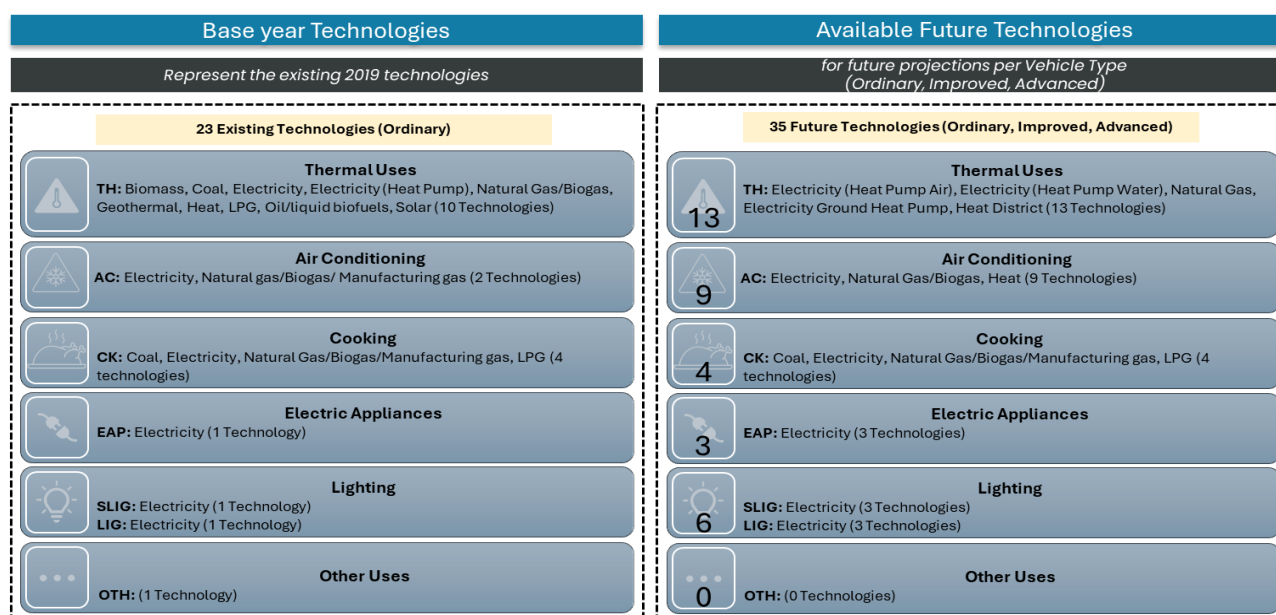 Base year Technologies
Represent the existing 2019 technologies
23 Existing Technologies (Ordinary)
Thermal Uses
TH: Biomass, Coal, Electricity, Electricity (Heat Pump), Natural Gas/Biogas,
Geothermal, Heat, LPG, Oil/liquid biofuels, Solar (10 Technologies)
Air Conditioning
AC: Electricity, Natural gas/Biogas/ Manufacturing gas (2 Technologies)
Cooking
CK: Coal, Electricity, Natural Gas/Biogas/Manufacturing gas, LPG (4
technologies)
Electric Appliances
EAP: Electricity (1 Technology)
Lighting
SLIG: Electricity (1 Technology)
LIG: Electricity (1 Technology)
Other Uses
OTH: (1 Technology)
Available Future Technologies
for future projections per Vehicle Type
(Ordinary, Improved, Advanced)
35 Future Technologies (Ordinary, Improved, Advanced)
Thermal Uses
TH: Electricity (Heat Pump Air), Electricity (Heat Pump Water), Natural Gas,
Electricity Ground Heat Pump, Heat District (13 Technologies)
13
Air Conditioning
AC: Electricity, Natural Gas/Biogas, Heat (9 Technologies)
9
Cooking
CK: Coal, Electricity, Natural Gas/Biogas/Manufacturing gas, LPG (4
technologies)
4
Electric Appliances
EAP: Electricity (3 Technologies)
3
Lighting
SLIG: Electricity (3 Technologies)
LIG: Electricity (3 Technologies)
6
Other Uses
OTH: (0 Technologies)
0